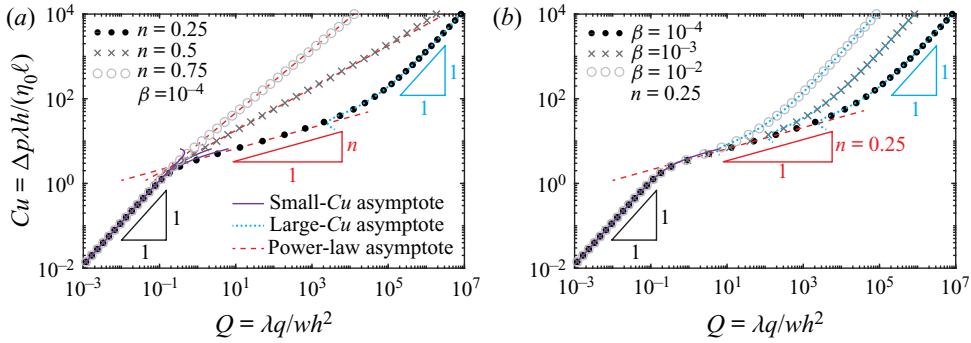 (a)
n = 0.25
n = 0.5
n = 0.75
β = 10⁻⁴
Small-Cu asymptote
Large-Cu asymptote
Power-law asymptote
1
1
n
1
1
1
10⁴
10²
10⁰
10⁻²
Cu = Δpλh/(η₀ℓ)
10⁻³
10⁻¹
10¹
10³
10⁵
10⁷
Q = λq/wh²
(b)
β = 10⁻⁴
β = 10⁻³
β = 10⁻²
n = 0.25
1
1
n = 0.25
1
1
1
10⁴
10²
10⁰
10⁻²
10⁻³
10⁻¹
10¹
10³
10⁵
10⁷
Q = λq/wh²